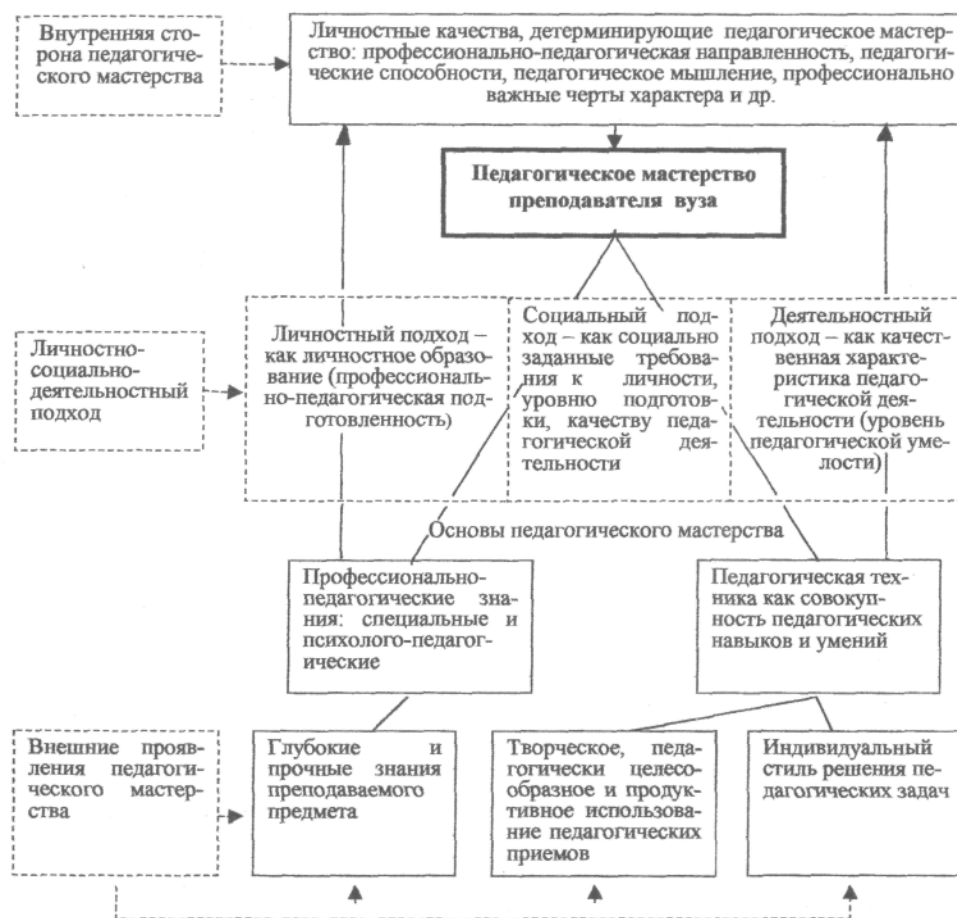 Внутренняя сто-
рона педагогиче-
ского мастерства
Личностные качества, детерминирующие педагогическое мастер-
ство: профессионально-педагогическая направленность, педагоги-
ческие способности, педагогическое мышление, профессионально
важные черты характера и др.
Педагогическое мастерство
преподавателя вуза
Личностно-
социально-
деятельностный
подход
Личностный подход –
как личностное образо-
вание (профессиональ-
но-педагогическая под-
готовленность)
Социальный под-
ход – как социально
заданные требова-
ния к личности,
уровню подготов-
ки, качеству педа-
гогической дея-
тельности
Деятельностный
подход – как качест-
венная характе-
ристика педаго-
гической дея-
тельности (уровень
педагогической уме-
лости)
Основы педагогического мастерства
Профессионально-
педагогические зна-
ния: специальные и
психолого-педагог-
ические
Педагогическая тех-
ника как совокуп-
ность педагогических
навыков и умений
Внешние прояв-
ления педагоги-
ческого мастер-
ства
Глубокие и
прочные знания
преподаваемого
предмета
Творческое, педа-
гогически целесо-
образное и продук-
тивное использова-
ние педагогических
приемов
Индивидуальный
стиль решения пе-
дагогических задач